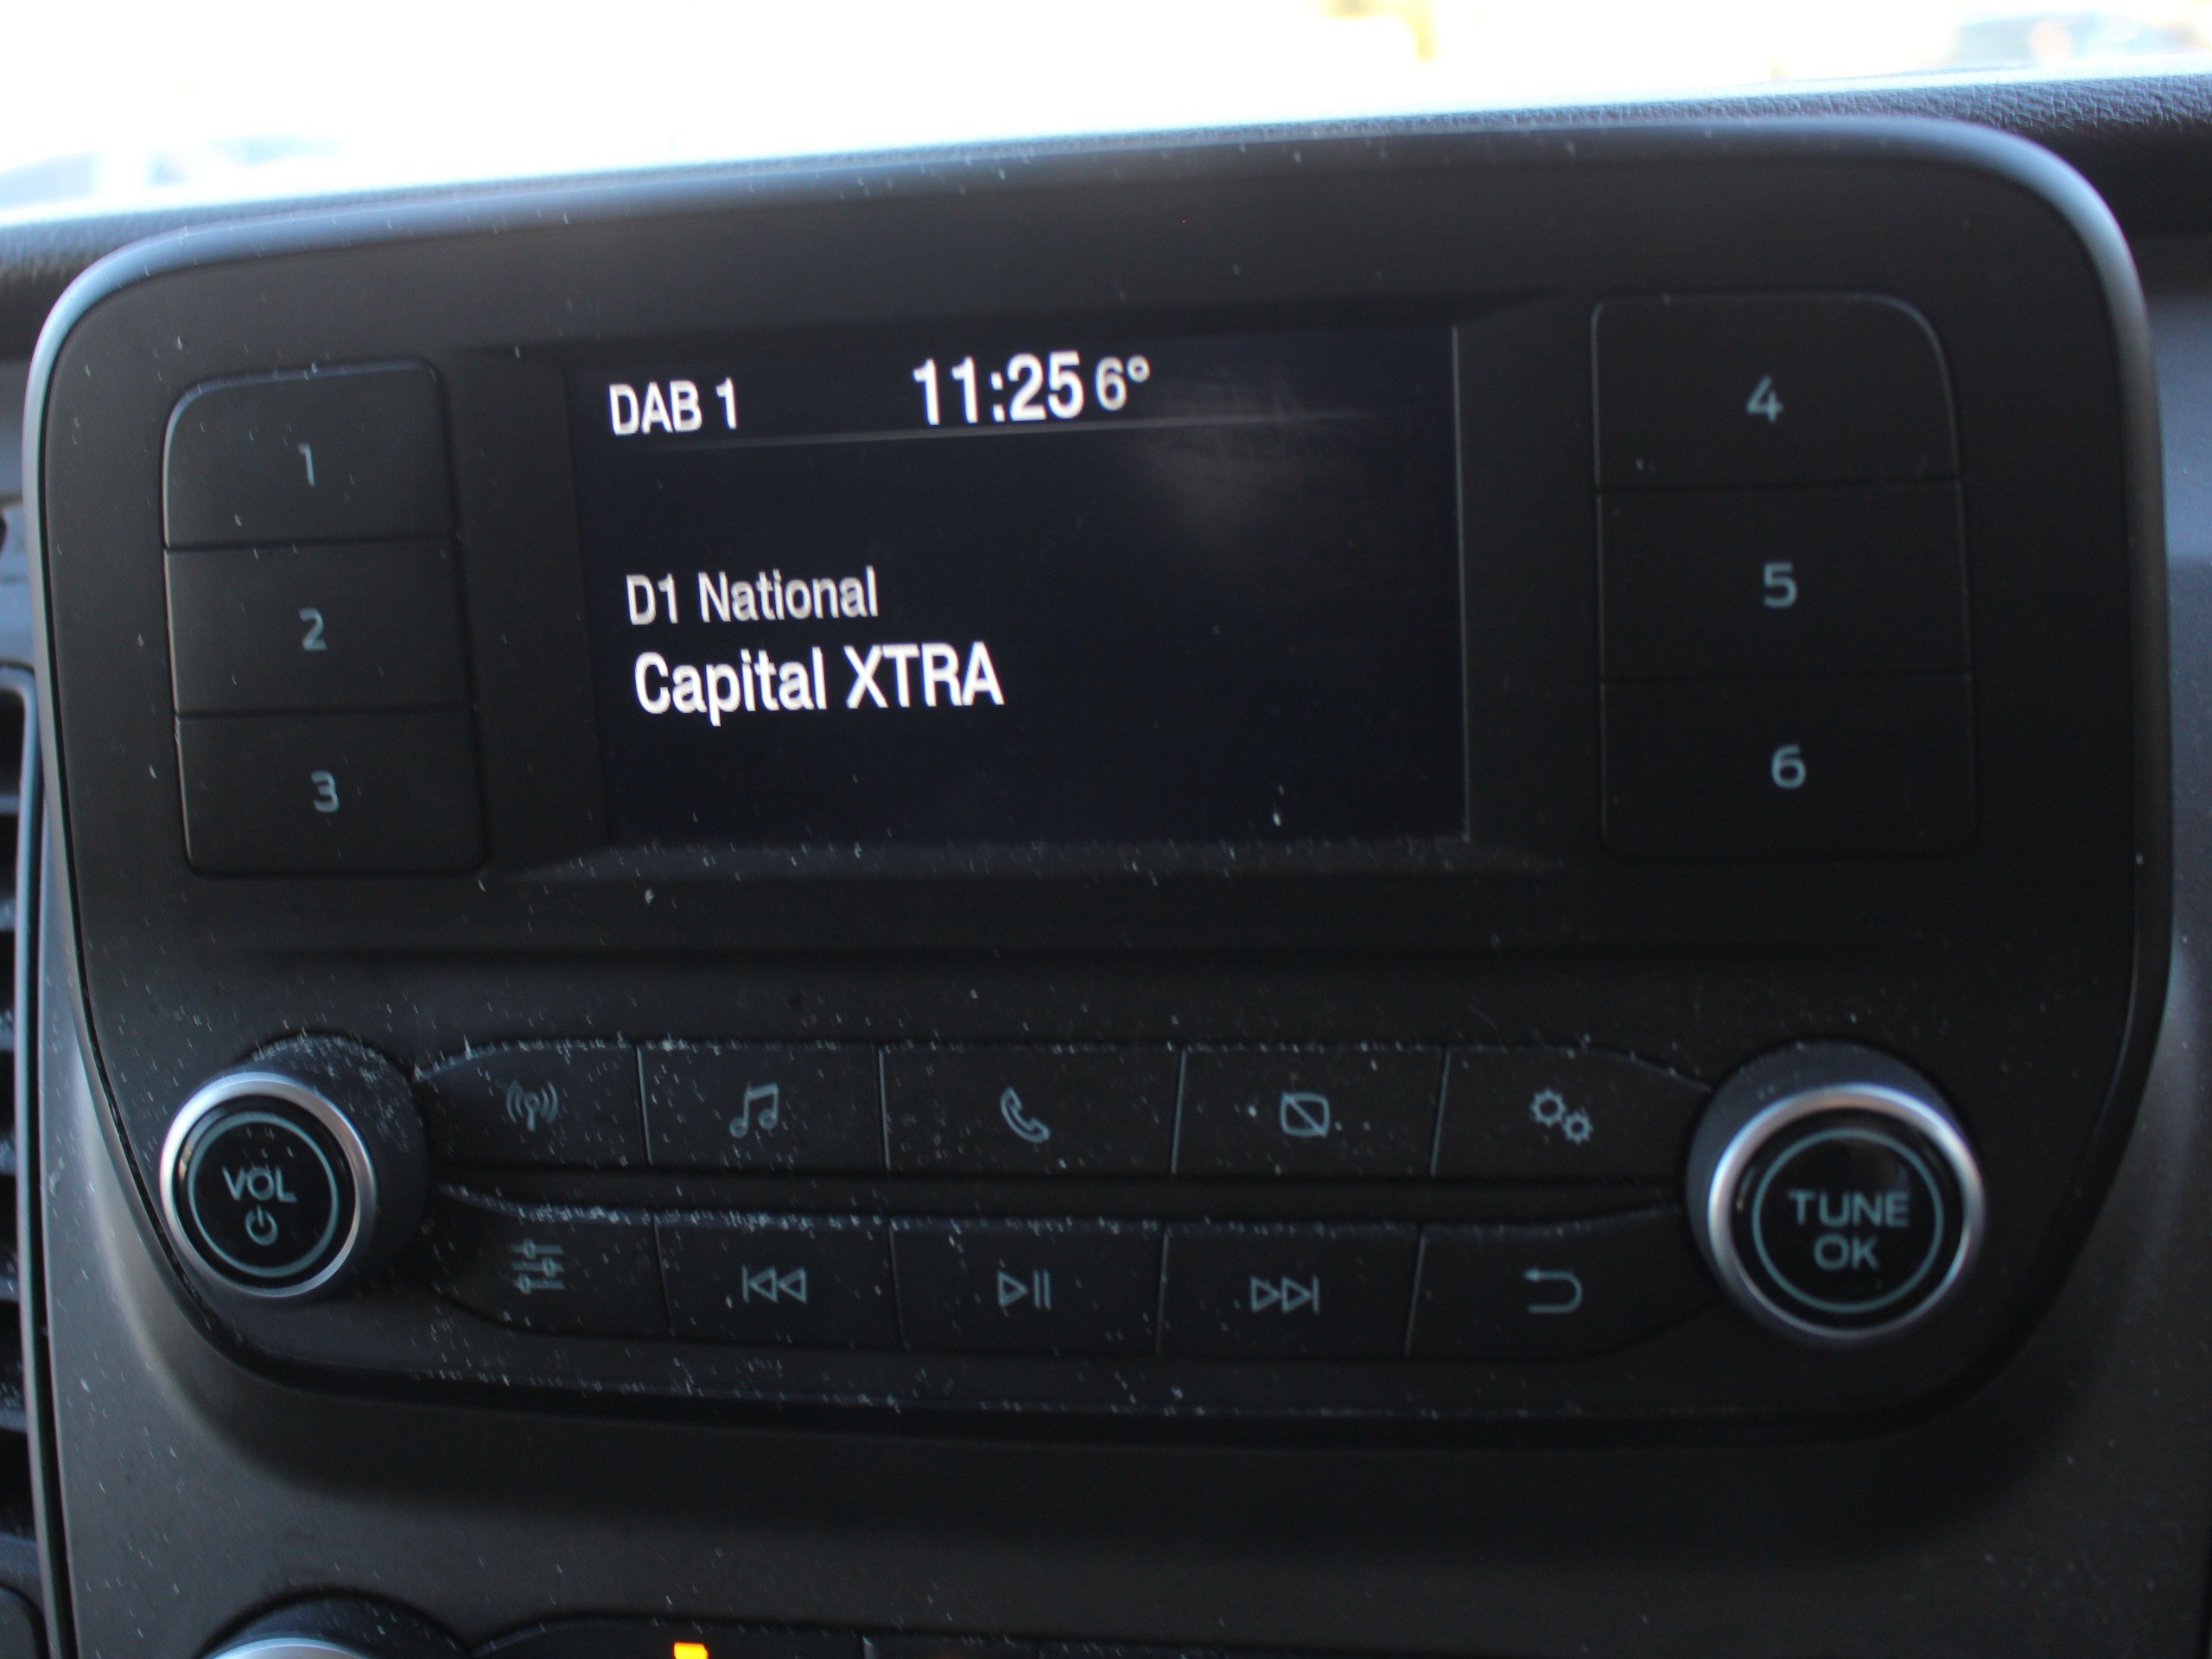 DAB 1 11:25 6°
D1 National
Capital XTRA
1
2
3
4
5
6
VOL
TUNE
OK